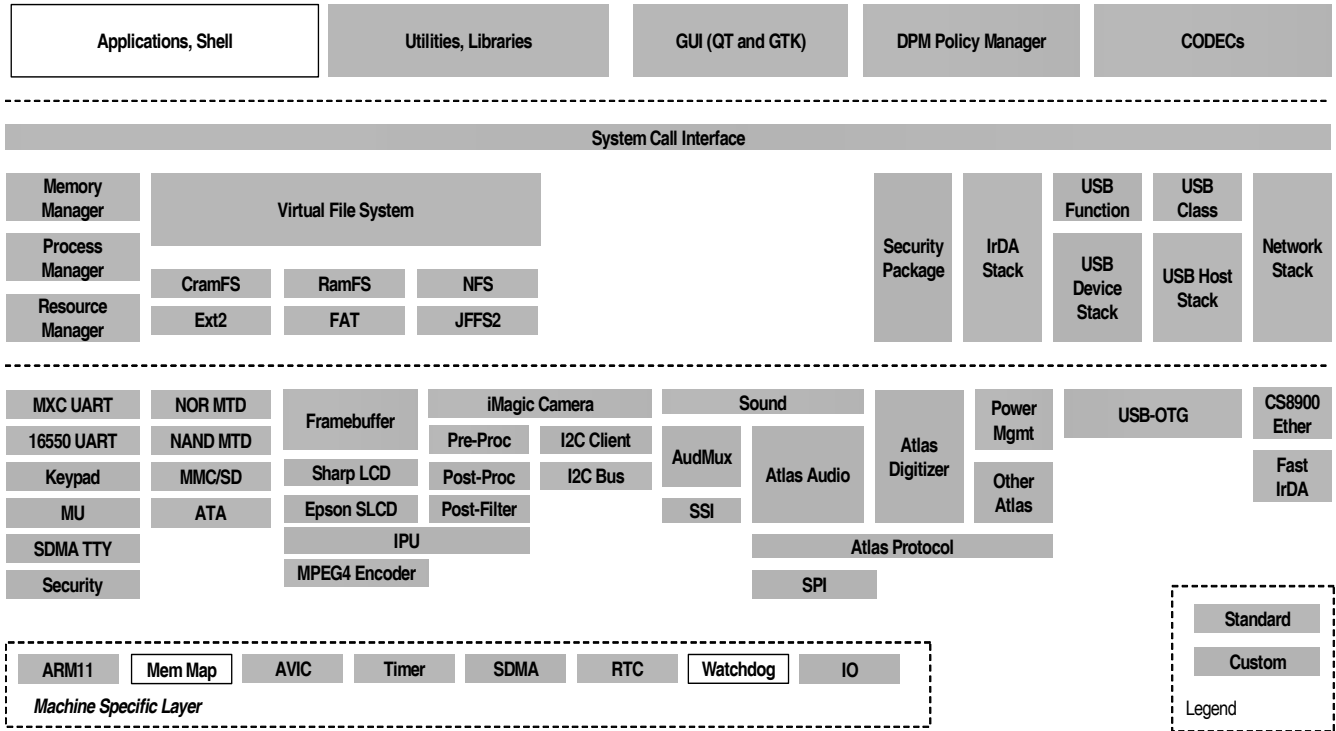 Applications, Shell
Utilities, Libraries
GUI (QT and GTK)
DPM Policy Manager
CODECs
System Call Interface
Memory
Manager
Process
Manager
Resource
Manager
Virtual File System
CramFS
RamFS
NFS
Ext2
FAT
JFFS2
Security
Package
IrDA
Stack
USB
Function
USB
Device
Stack
USB
Class
USB Host
Stack
Network
Stack
MXC UART
16550 UART
Keypad
MU
SDMA TTY
Security
NOR MTD
NAND MTD
MMC/SD
ATA
Framebuffer
Sharp LCD
Epson SLCD
IPU
MPEG4 Encoder
iMagic Camera
Pre-Proc
I2C Client
Post-Proc
I2C Bus
Post-Filter
Sound
AudMux
SSI
Atlas Audio
Atlas
Digitizer
Power
Mgmt
Other
Atlas
Atlas Protocol
SPI
USB-OTG
CS8900
Ether
Fast
IrDA
ARM11
Mem Map
AVIC
Timer
SDMA
RTC
Watchdog
IO
Machine Specific Layer
Standard
Custom
Legend